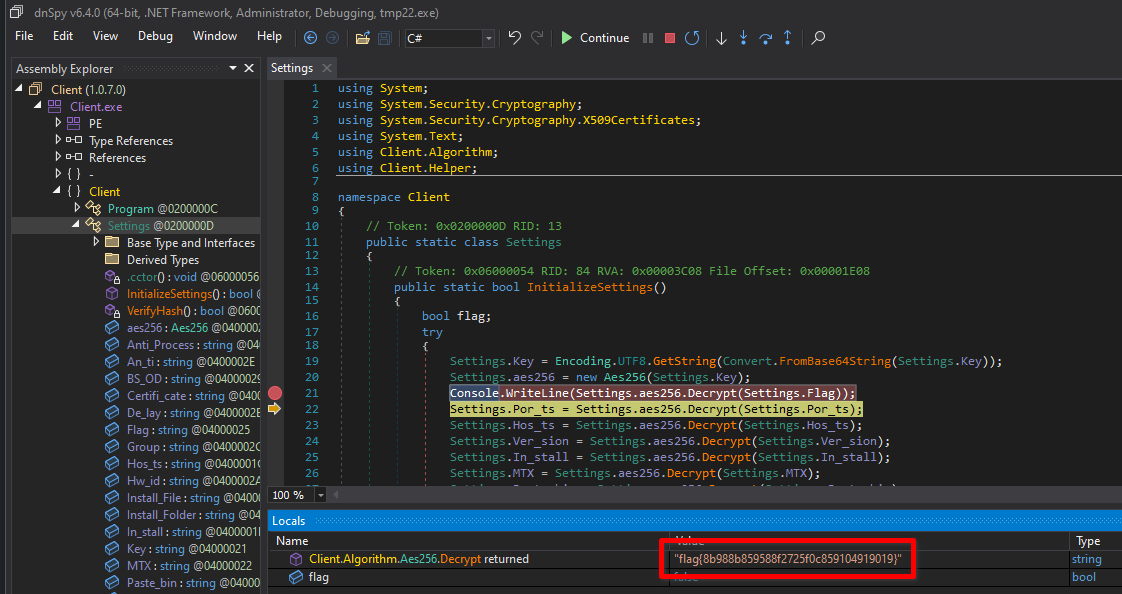 dnSpy v6.4.0 (64-bit, .NET Framework, Administrator, Debugging, tmp22.exe)
File Edit View Debug Window Help C# Continue
Assembly Explorer
Client (1.0.7.0)
Client.exe
PE
Type References
References
{ } -
{ } Client
Program @0200000C
Settings @0200000D
Base Type and Interfaces
Derived Types
.cctor() : void @06000056
InitializeSettings() : bool @
VerifyHash() : bool @060
aes256 : Aes256 @040002
Anti_Process : string @04
An_ti : string @0400002E
BS_OD : string @04000029
Certifi_cate : string @0400
De_lay : string @0400002B
Flag : string @04000025
Group : string @0400002C
Hos_ts : string @0400001
Hw_id : string @0400002A
Install_File : string @0400
Install_Folder : string @0
In_stall : string @0400001
Key : string @04000021
MTX : string @04000022
Paste_bin : string @04000
Settings
1 using System;
2 using System.Security.Cryptography;
3 using System.Security.Cryptography.X509Certificates;
4 using System.Text;
5 using Client.Algorithm;
6 using Client.Helper;
7
8 namespace Client
9 {
10 // Token: 0x0200000D RID: 13
11 public static class Settings
12 {
13 // Token: 0x06000054 RID: 84 RVA: 0x00003C08 File Offset: 0x00001E08
14 public static bool InitializeSettings()
15 {
16 bool flag;
17 try
18 {
19 Settings.Key = Encoding.UTF8.GetString(Convert.FromBase64String(Settings.Key));
20 Settings.aes256 = new Aes256(Settings.Key);
21 Console.WriteLine(Settings.aes256.Decrypt(Settings.Flag));
22 Settings.Por_ts = Settings.aes256.Decrypt(Settings.Por_ts);
23 Settings.Hos_ts = Settings.aes256.Decrypt(Settings.Hos_ts);
24 Settings.Ver_sion = Settings.aes256.Decrypt(Settings.Ver_sion);
25 Settings.In_stall = Settings.aes256.Decrypt(Settings.In_stall);
26 Settings.MTX = Settings.aes256.Decrypt(Settings.MTX);
100 %
Locals
Name Value Type
Client.Algorithm.Aes256.Decrypt returned "flag{8b988b859588f2725f0c859104919019}" string
flag false bool